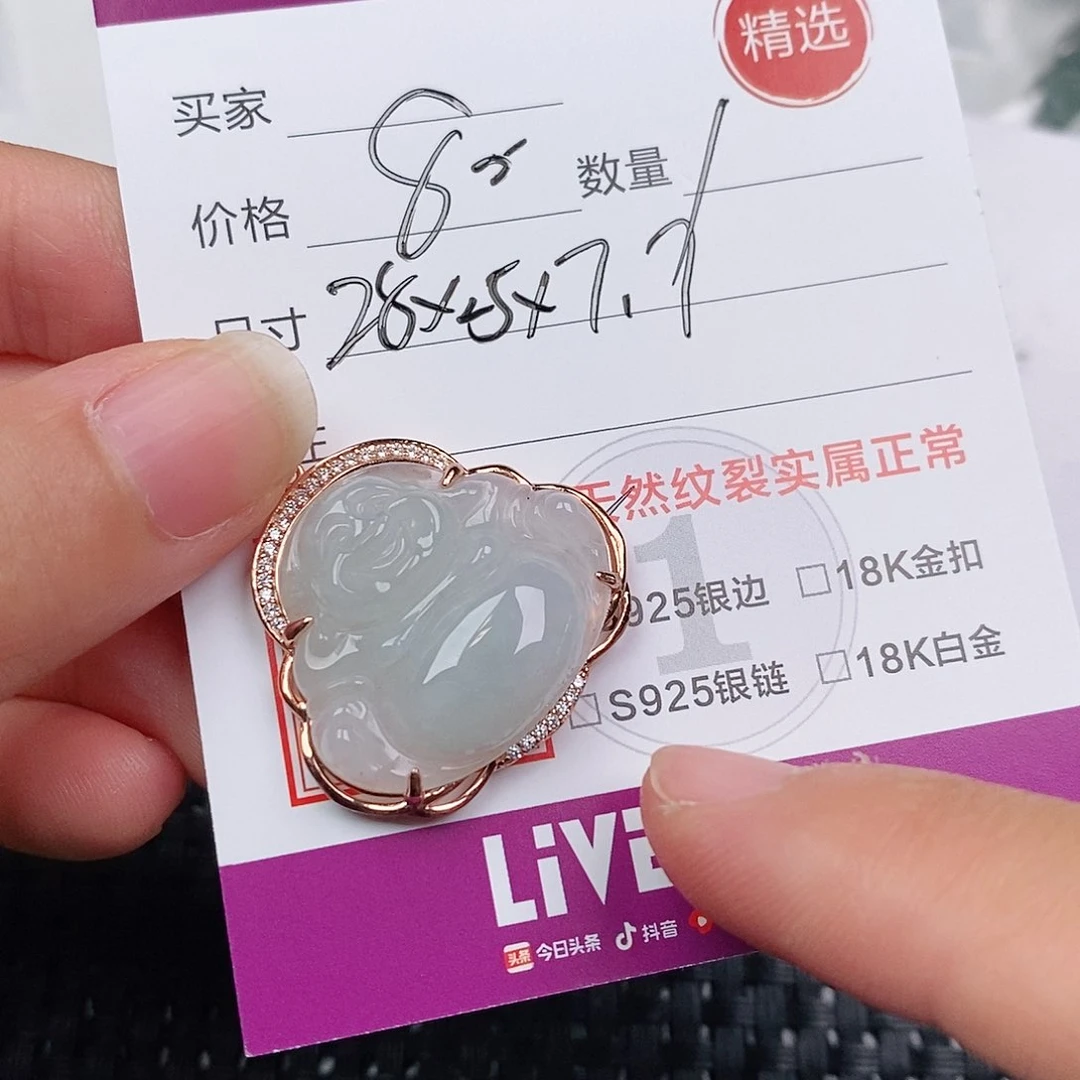 精选
买家
价格 8 数量
尺寸 28x25x7.7
天然纹裂实属正常
1
S925银边 □18K金扣
□S925银链 □18K白金
LiVE
头条 今日头条 抖音